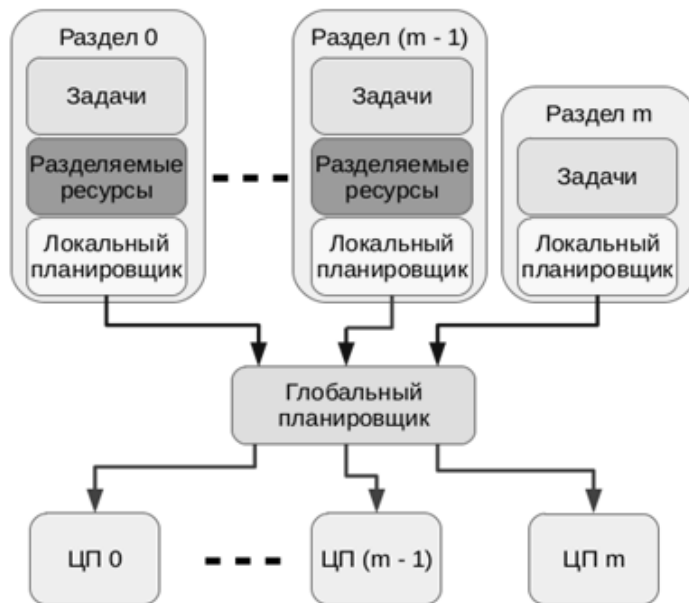 Раздел 0
Задачи
Разделяемые
ресурсы
Локальный
планировщик
Раздел (m - 1)
Задачи
Разделяемые
ресурсы
Локальный
планировщик
Раздел m
Задачи
Локальный
планировщик
Глобальный
планировщик
ЦП 0
ЦП (m - 1)
ЦП m